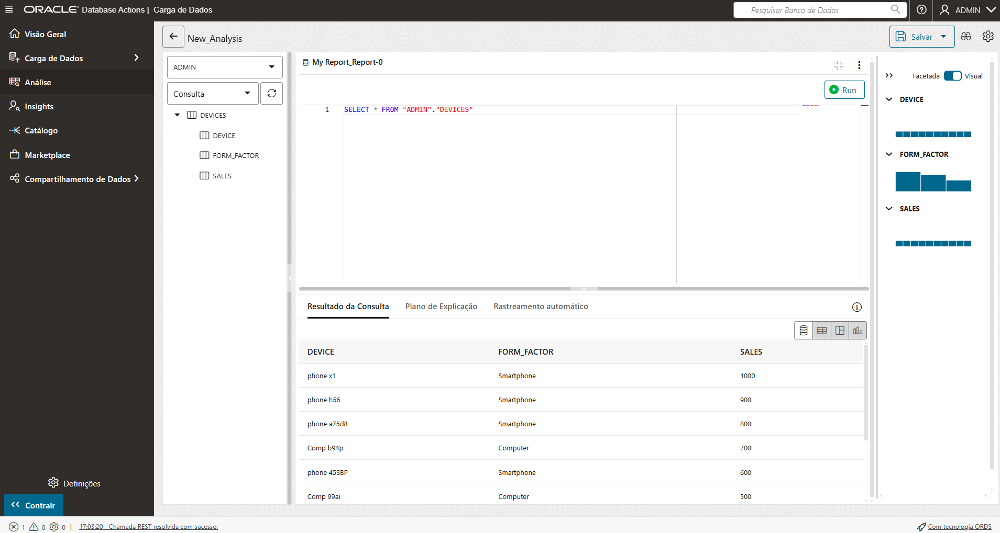 ORACLE Database Actions | Carga de Dados
Pesquisar Banco de Dados
ADMIN
Visão Geral
Carga de Dados
Análise
Insights
Catálogo
Marketplace
Compartilhamento de Dados
Definições
Contrair
New_Analysis
Salvar
ADMIN
Consulta
DEVICES
DEVICE
FORM_FACTOR
SALES
My Report_Report-0
Run
1 SELECT * FROM "ADMIN"."DEVICES"
Facetada Visual
DEVICE
FORM_FACTOR
SALES
Resultado da Consulta Plano de Explicação Rastreamento automático
DEVICE FORM_FACTOR SALES
phone x1 Smartphone 1000
phone h56 Smartphone 900
phone a75d8 Smartphone 800
Comp b94p Computer 700
phone 45SBP Smartphone 600
Comp 99ai Computer 500
1 0 0 | 17:03:20 - Chamada REST resolvida com sucesso.
Com tecnologia ORDS